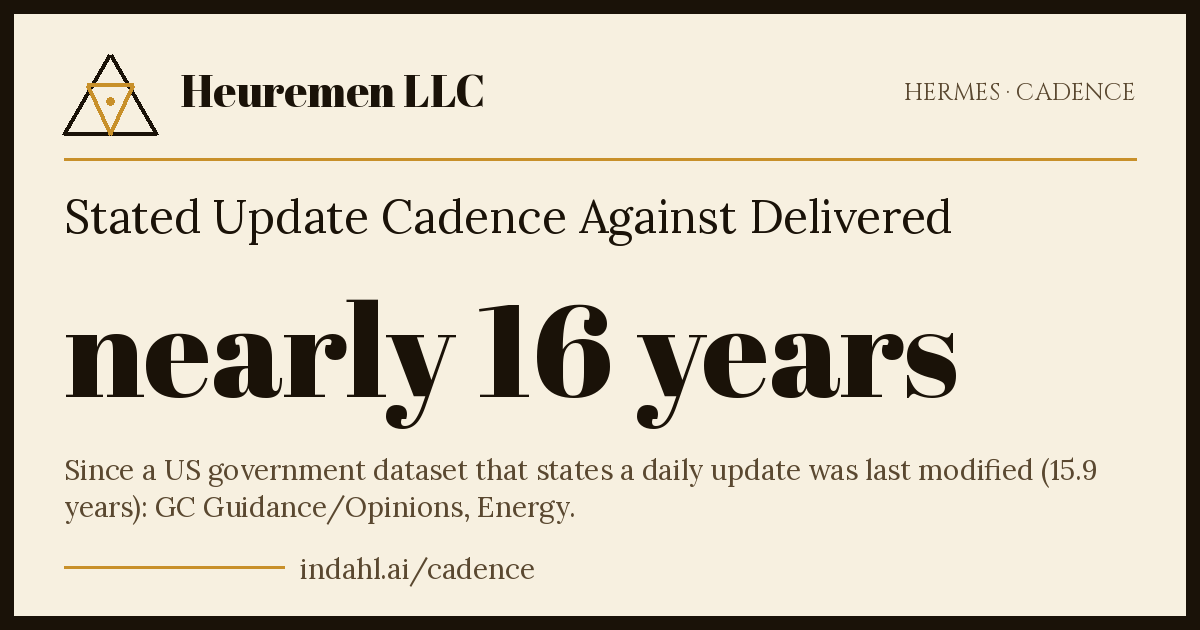 Heuremen LLC
HERMES · CADENCE
Stated Update Cadence Against Delivered
nearly 16 years
Since a US government dataset that states a daily update was last modified (15.9
years): GC Guidance/Opinions, Energy.
indahl.ai/cadence